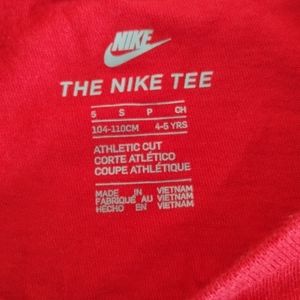 NIKE
THE NIKE TEE
S S P CH
104-110CM 4-5 YRS
ATHLETIC CUT
CORTE ATLÉTICO
COUPE ATHLÉTIQUE
MADE IN VIETNAM
FABRIQUÉ AU VIETNAM
HECHO EN VIETNAM